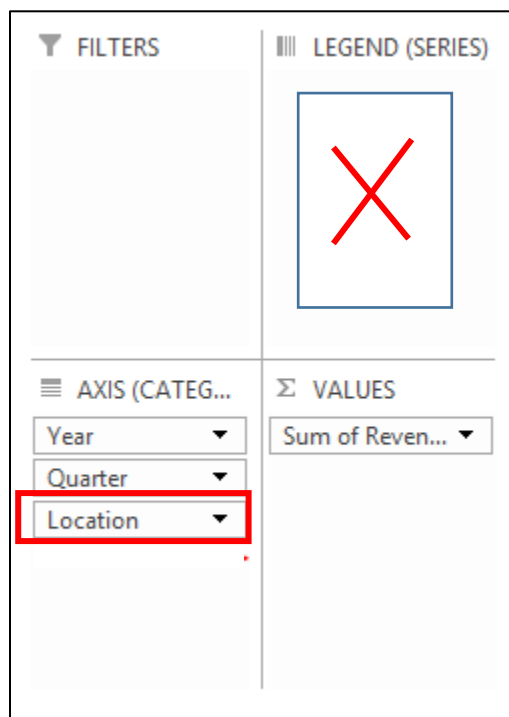 FILTERS
LEGEND (SERIES)
AXIS (CATEG...
Σ VALUES
Year
Sum of Reven...
Quarter
Location